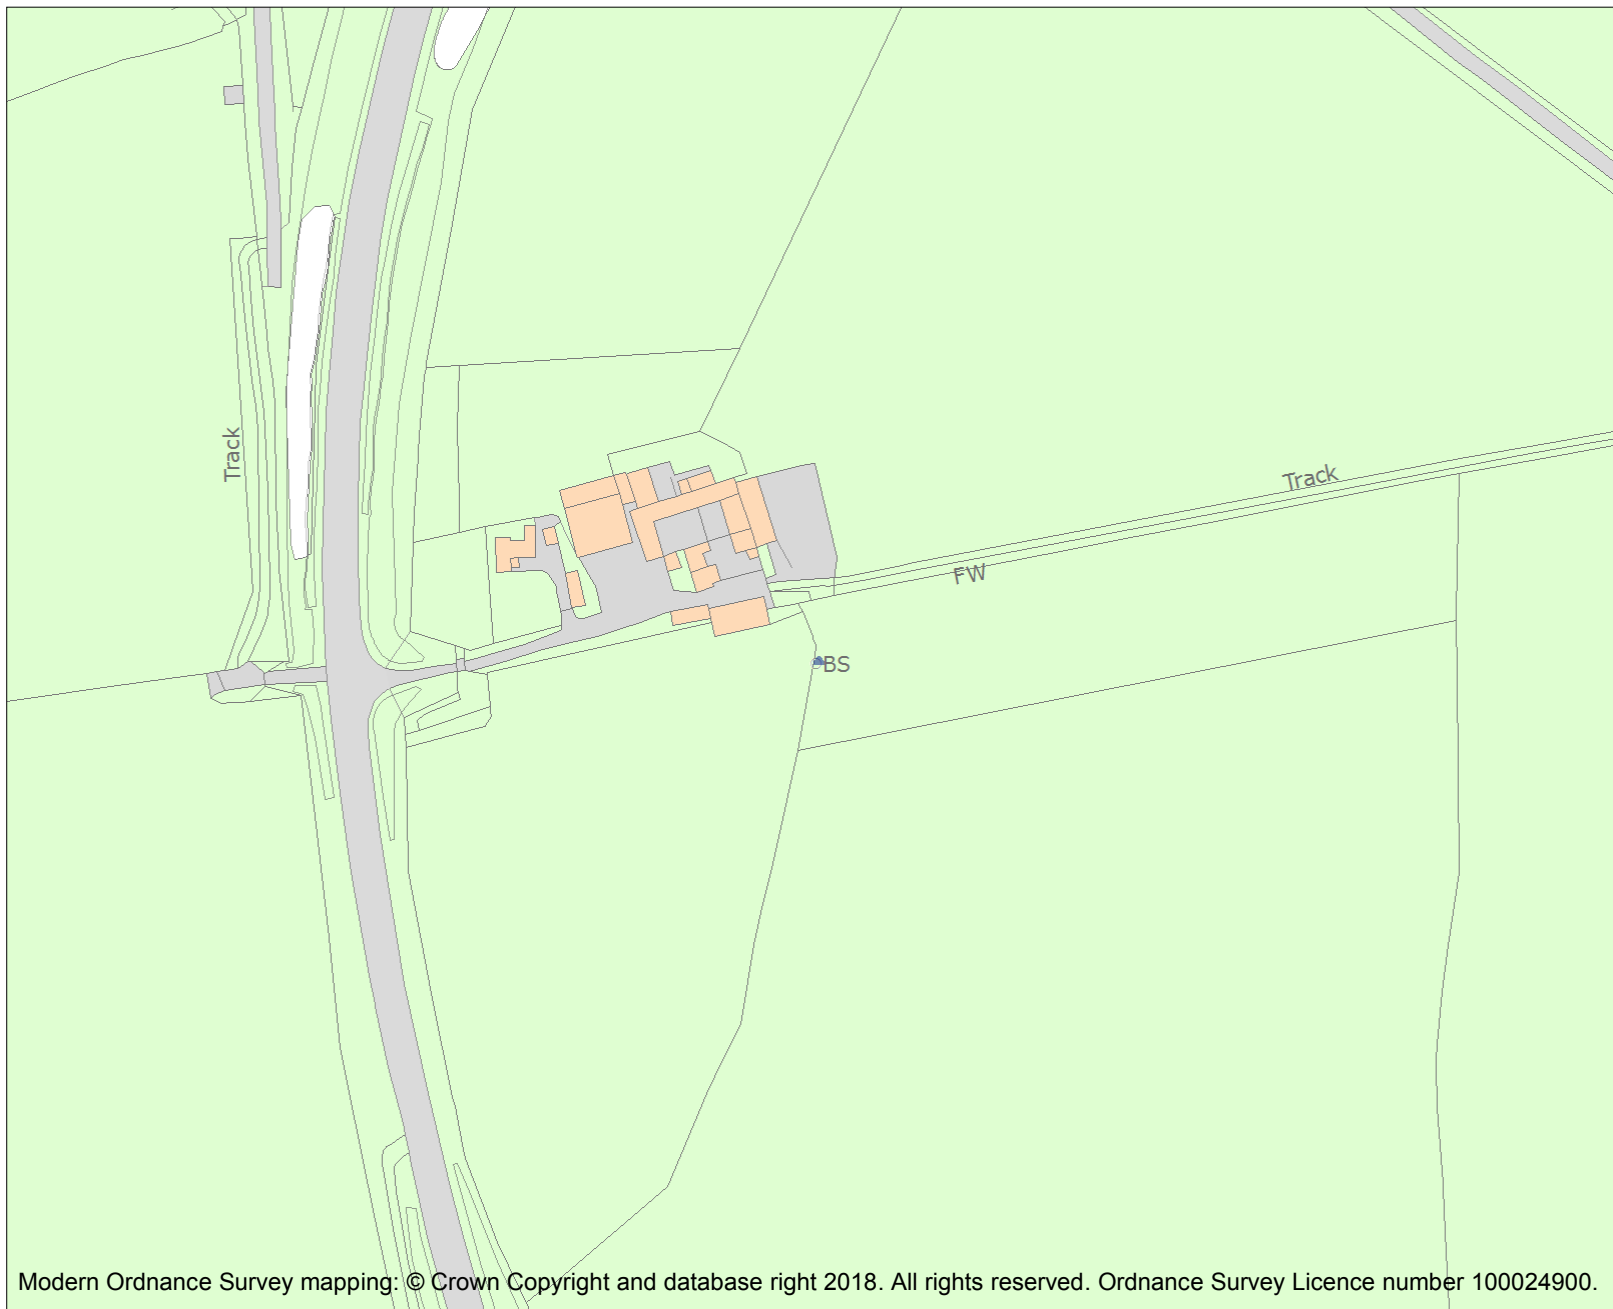 Track
Track
FW
BS
Modern Ordnance Survey mapping: © Crown Copyright and database right 2018. All rights reserved. Ordnance Survey Licence number 100024900.